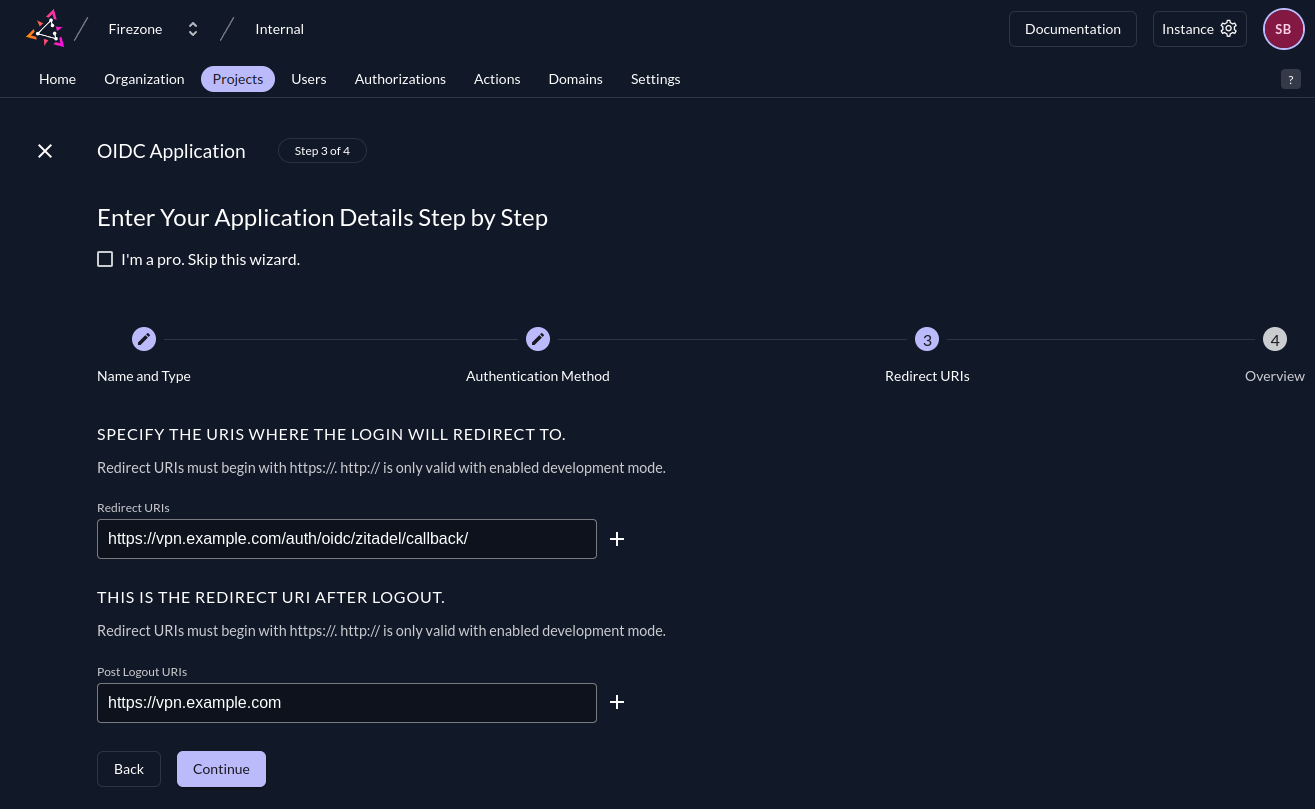 Firezone
Internal
Documentation
Instance
SB
Home
Organization
Projects
Users
Authorizations
Actions
Domains
Settings
?
OIDC Application
Step 3 of 4
Enter Your Application Details Step by Step
I'm a pro. Skip this wizard.
3
4
Name and Type
Authentication Method
Redirect URIs
Overview
SPECIFY THE URIS WHERE THE LOGIN WILL REDIRECT TO.
Redirect URIs must begin with https://. http:// is only valid with enabled development mode.
Redirect URIs
https://vpn.example.com/auth/oidc/zitadel/callback/
THIS IS THE REDIRECT URI AFTER LOGOUT.
Redirect URIs must begin with https://. http:// is only valid with enabled development mode.
Post Logout URIs
https://vpn.example.com
Back
Continue